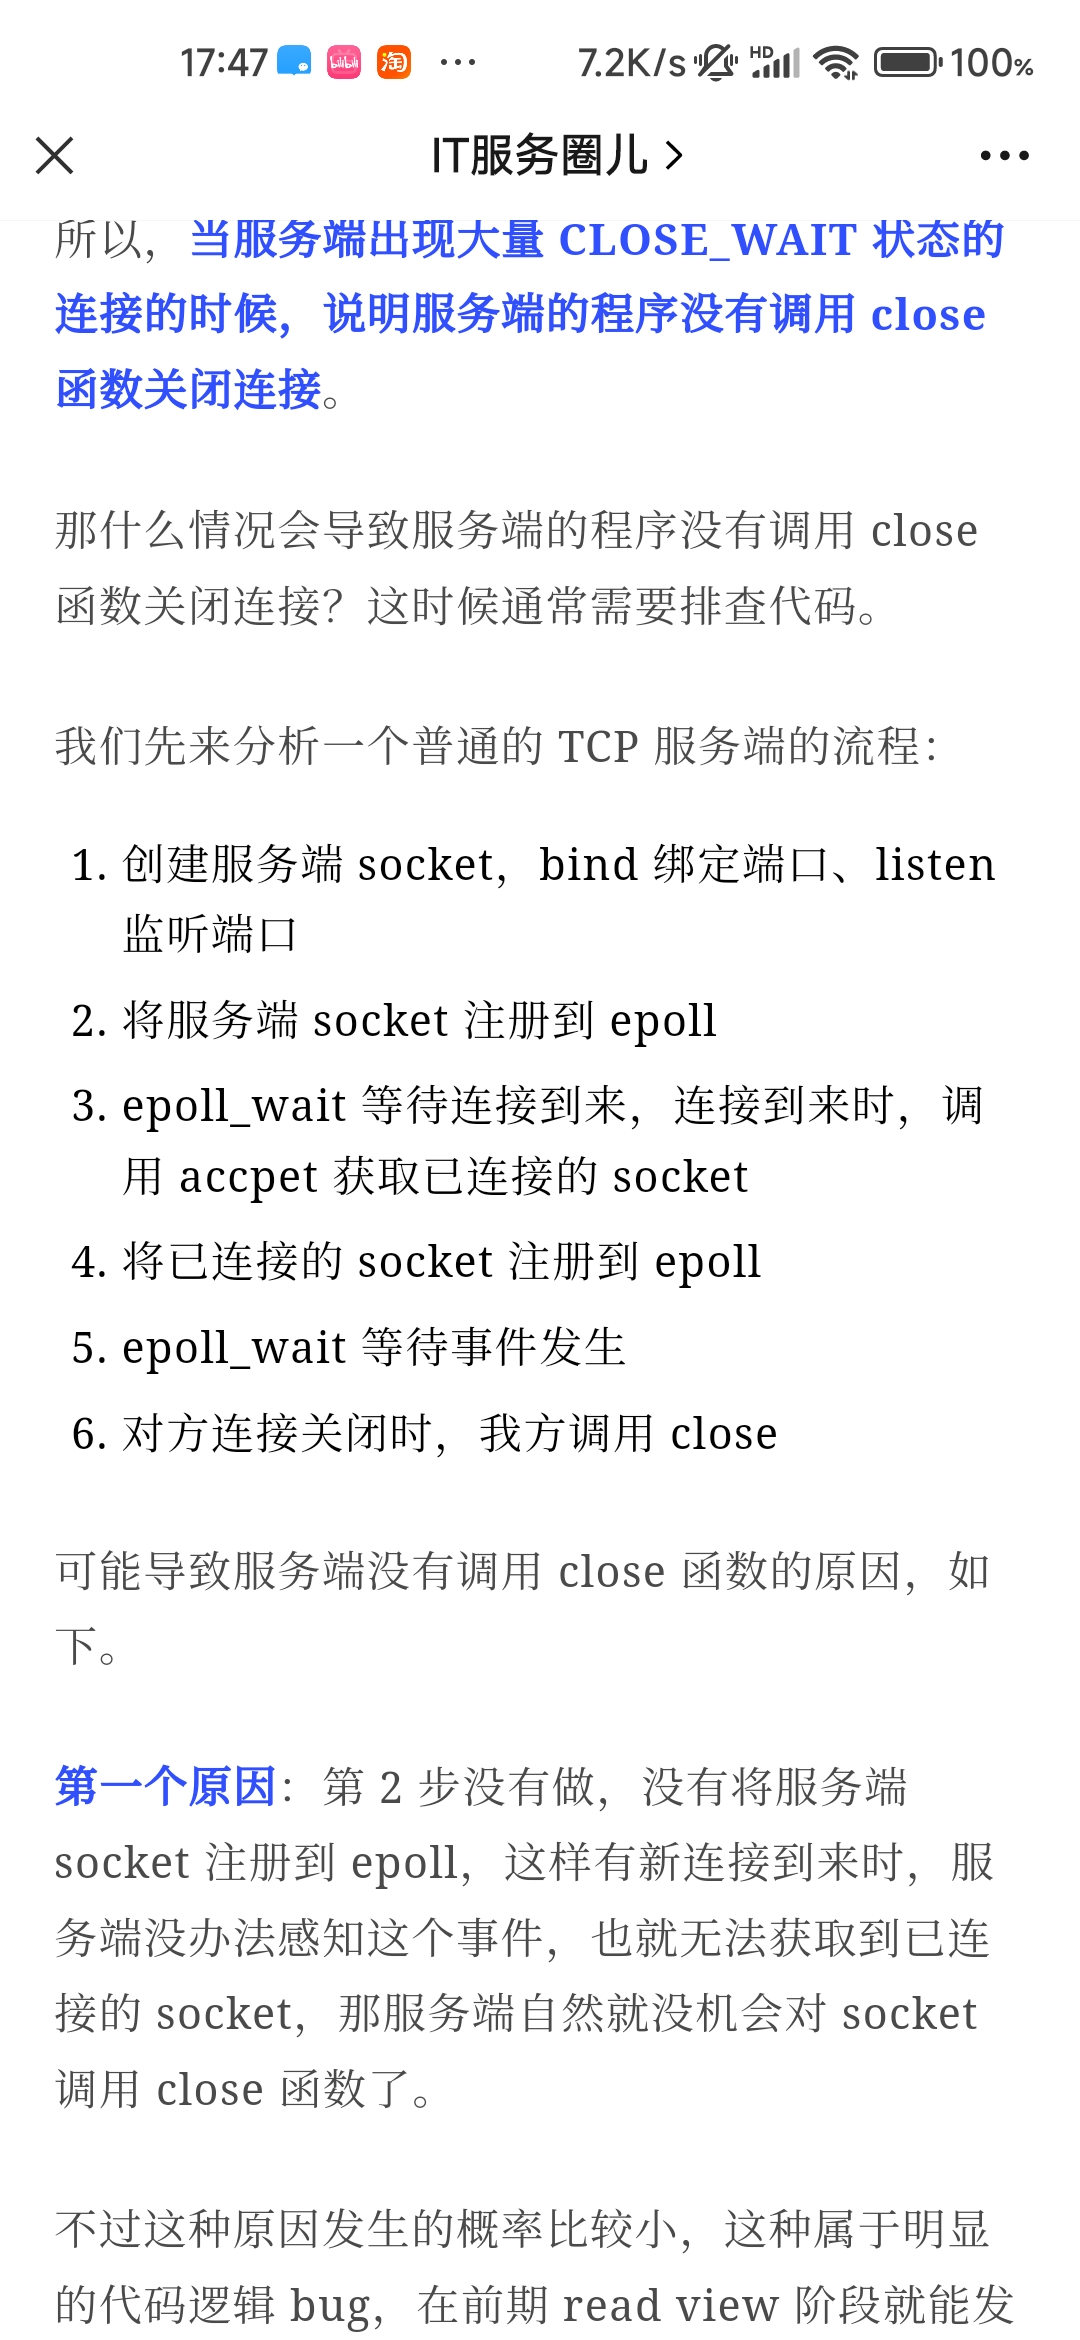 17:47 bilibili 淘 ··· 7.2K/s HD 100%
IT服务圈儿 >
所以，当服务端出现大量 CLOSE_WAIT 状态的
连接的时候，说明服务端的程序没有调用 close
函数关闭连接。
那什么情况会导致服务端的程序没有调用 close
函数关闭连接？这时候通常需要排查代码。
我们先来分析一个普通的 TCP 服务端的流程：
1. 创建服务端 socket，bind 绑定端口、listen
监听端口
2. 将服务端 socket 注册到 epoll
3. epoll_wait 等待连接到来，连接到来时，调
用 accpet 获取已连接的 socket
4. 将已连接的 socket 注册到 epoll
5. epoll_wait 等待事件发生
6. 对方连接关闭时，我方调用 close
可能导致服务端没有调用 close 函数的原因，如
下。
第一个原因：第 2 步没有做，没有将服务端
socket 注册到 epoll，这样有新连接到来时，服
务端没办法感知这个事件，也就无法获取到已连
接的 socket，那服务端自然就没机会对 socket
调用 close 函数了。
不过这种原因发生的概率比较小，这种属于明显
的代码逻辑 bug，在前期 read view 阶段就能发